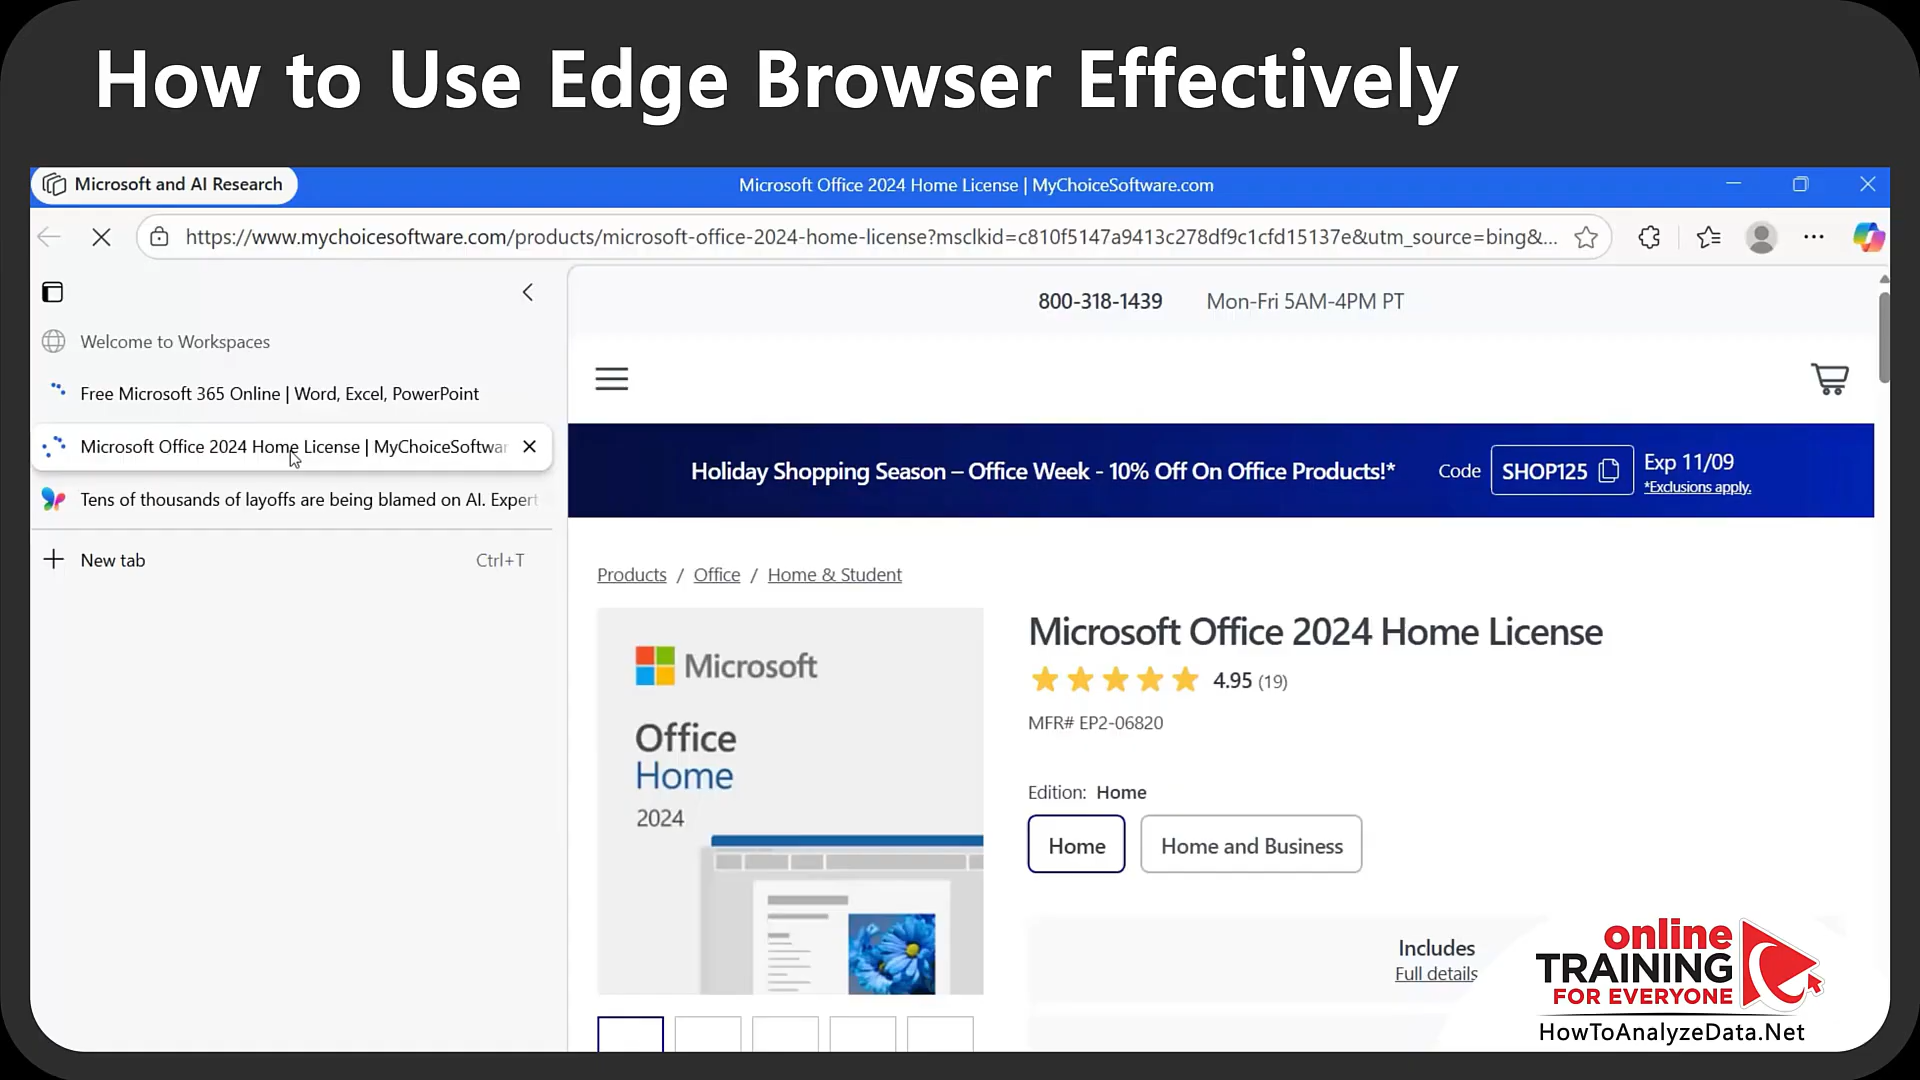 How to Use Edge Browser Effectively
Microsoft and AI Research
Microsoft Office 2024 Home License | MyChoiceSoftware.com
https://www.mychoicesoftware.com/products/microsoft-office-2024-home-license?msclkid=c810f5147a9413c278df9c1cfd15137e&utm_source=bing&...
Welcome to Workspaces
Free Microsoft 365 Online | Word, Excel, PowerPoint
Microsoft Office 2024 Home License | MyChoiceSoftwar
Tens of thousands of layoffs are being blamed on AI. Expert
New tab
Ctrl+T
800-318-1439
Mon-Fri 5AM-4PM PT
Holiday Shopping Season – Office Week - 10% Off On Office Products!*
Code
SHOP125
Exp 11/09
*Exclusions apply.
Products / Office / Home & Student
Microsoft
Office
Home
2024
Microsoft Office 2024 Home License
4.95 (19)
MFR# EP2-06820
Edition: Home
Home
Home and Business
Includes
Full details
online
TRAINING
FOR EVERYONE
HowToAnalyzeData.Net